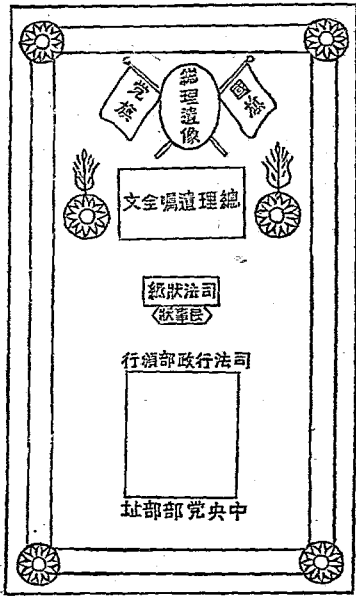 國旗
總理遺像
党旗
總理遺嘱全文
司法狀紙
民事狀
司法行政部頒行
中央党部部址